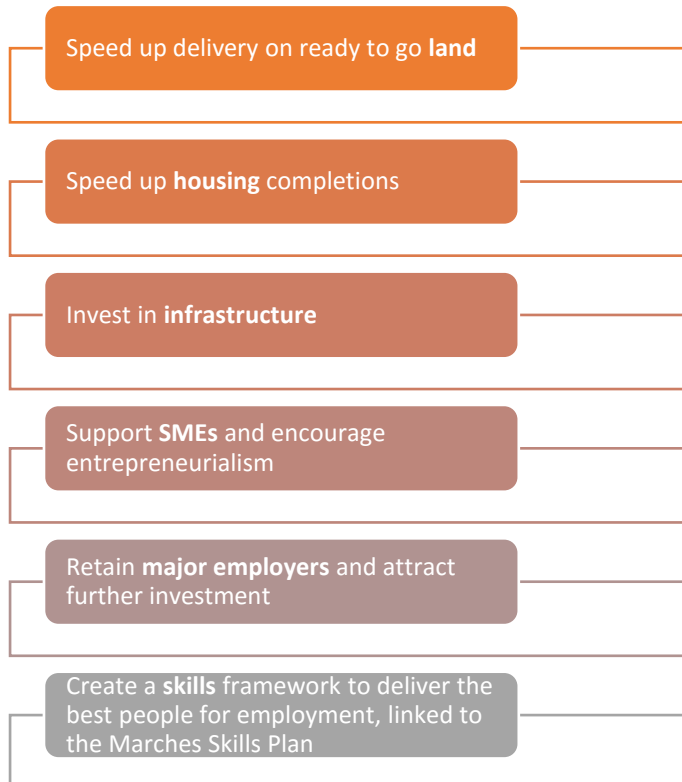 Speed up delivery on ready to go land
Speed up housing completions
Invest in infrastructure
Support SMEs and encourage
entrepreneurialism
Retain major employers and attract
further investment
Create a skills framework to deliver the
best people for employment, linked to
the Marches Skills Plan